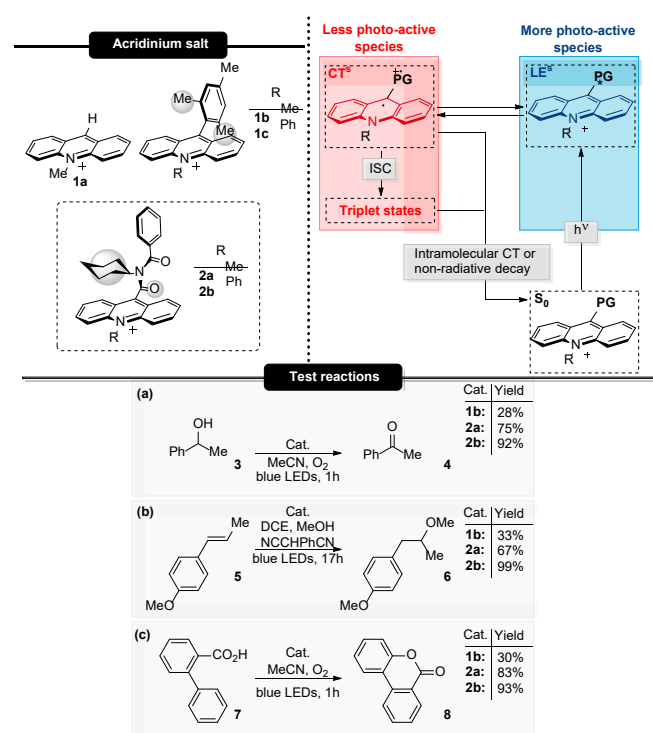 Acridinium salt
H
Me
N
+
1a
Me
Me
Me
N
R
+
R
1b Me
1c Ph
O
N
O
N
R
+
R
2a Me
2b Ph
Less photo-active
species
CTˢ
PG
N
R
ISC
Triplet states
More photo-active
species
LEˢ
PG
*
N
R
+
hν
Intramolecular CT or
non-radiative decay
S₀
PG
N
R
+
Test reactions
(a)
OH
Ph Me
3
Cat.
MeCN, O₂
blue LEDs, 1h
O
Ph Me
4
Cat. Yield
1b: 28%
2a: 75%
2b: 92%
(b)
Me
MeO
5
Cat.
DCE, MeOH
NCCHPhCN
blue LEDs, 17h
OMe
Me
MeO
6
Cat. Yield
1b: 33%
2a: 67%
2b: 99%
(c)
CO₂H
7
Cat.
MeCN, O₂
blue LEDs, 1h
O
O
8
Cat. Yield
1b: 30%
2a: 83%
2b: 93%